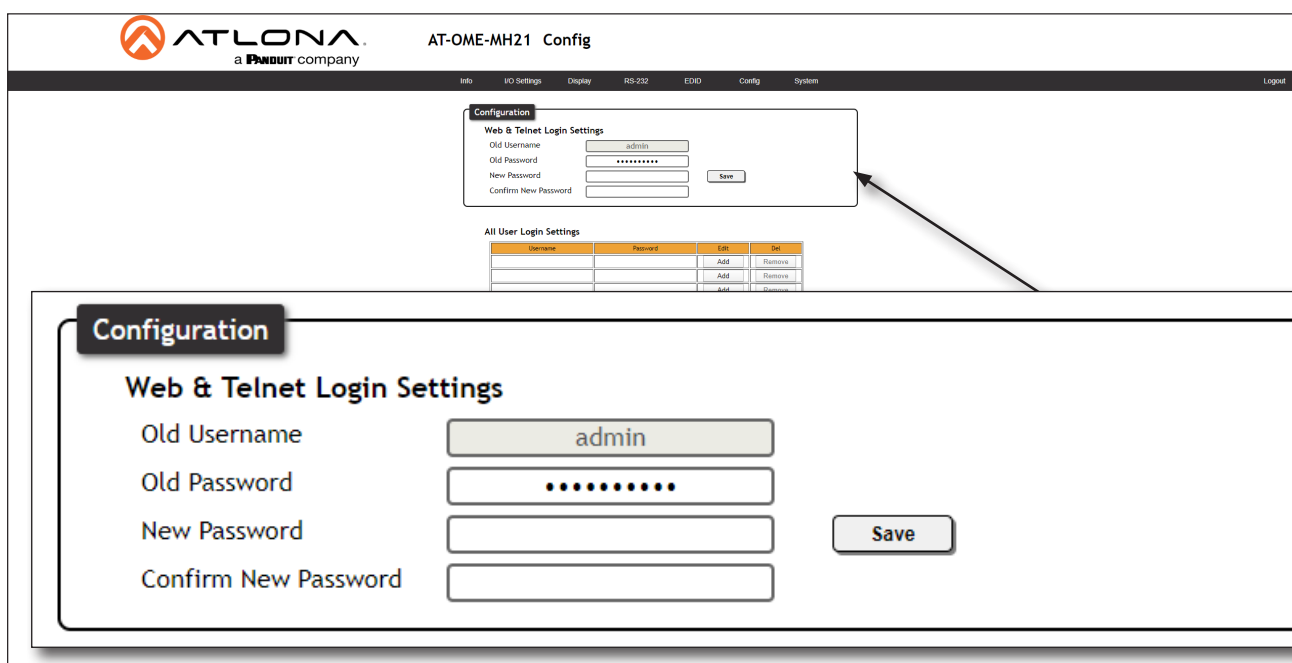 ATLONA.
a PANDUIT company
AT-OME-MH21 Config
Info I/O Settings Display RS-232 EDID Config System Logout
Configuration
Web & Telnet Login Settings
Old Username admin
Old Password ••••••••••
New Password Save
Confirm New Password
All User Login Settings
Username Password Edit Del
Add Remove
Add Remove
Add Remove
Configuration
Web & Telnet Login Settings
Old Username admin
Old Password ••••••••••
New Password Save
Confirm New Password